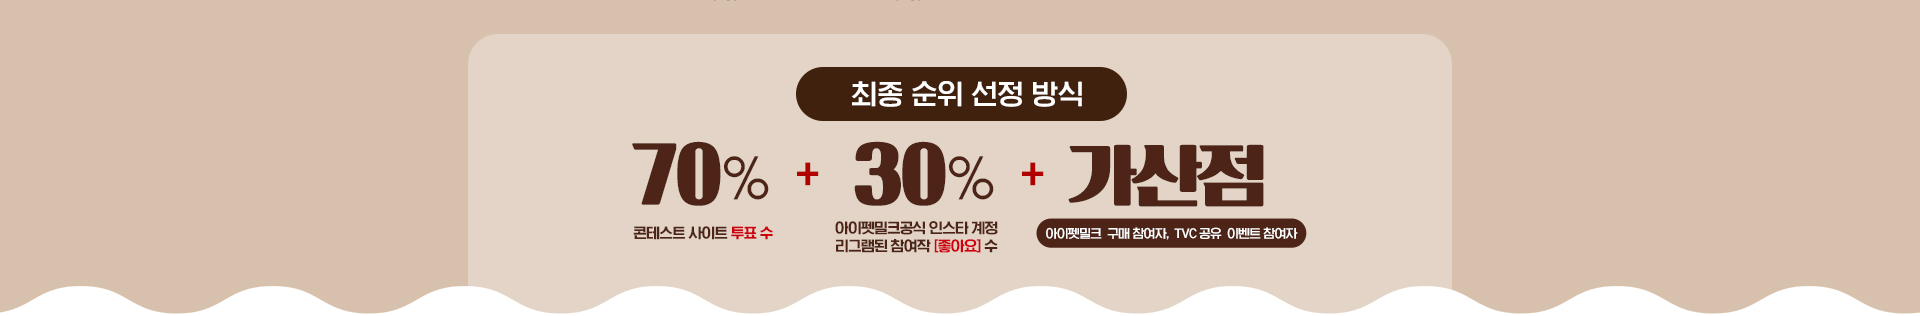 최종 순위 선정 방식
70% + 30% + 가산점
콘테스트 사이트 투표 수
아이펫밀크공식 인스타 계정
리그램된 참여작 [좋아요] 수
아이펫밀크 구매 참여자, TVC 공유 이벤트 참여자